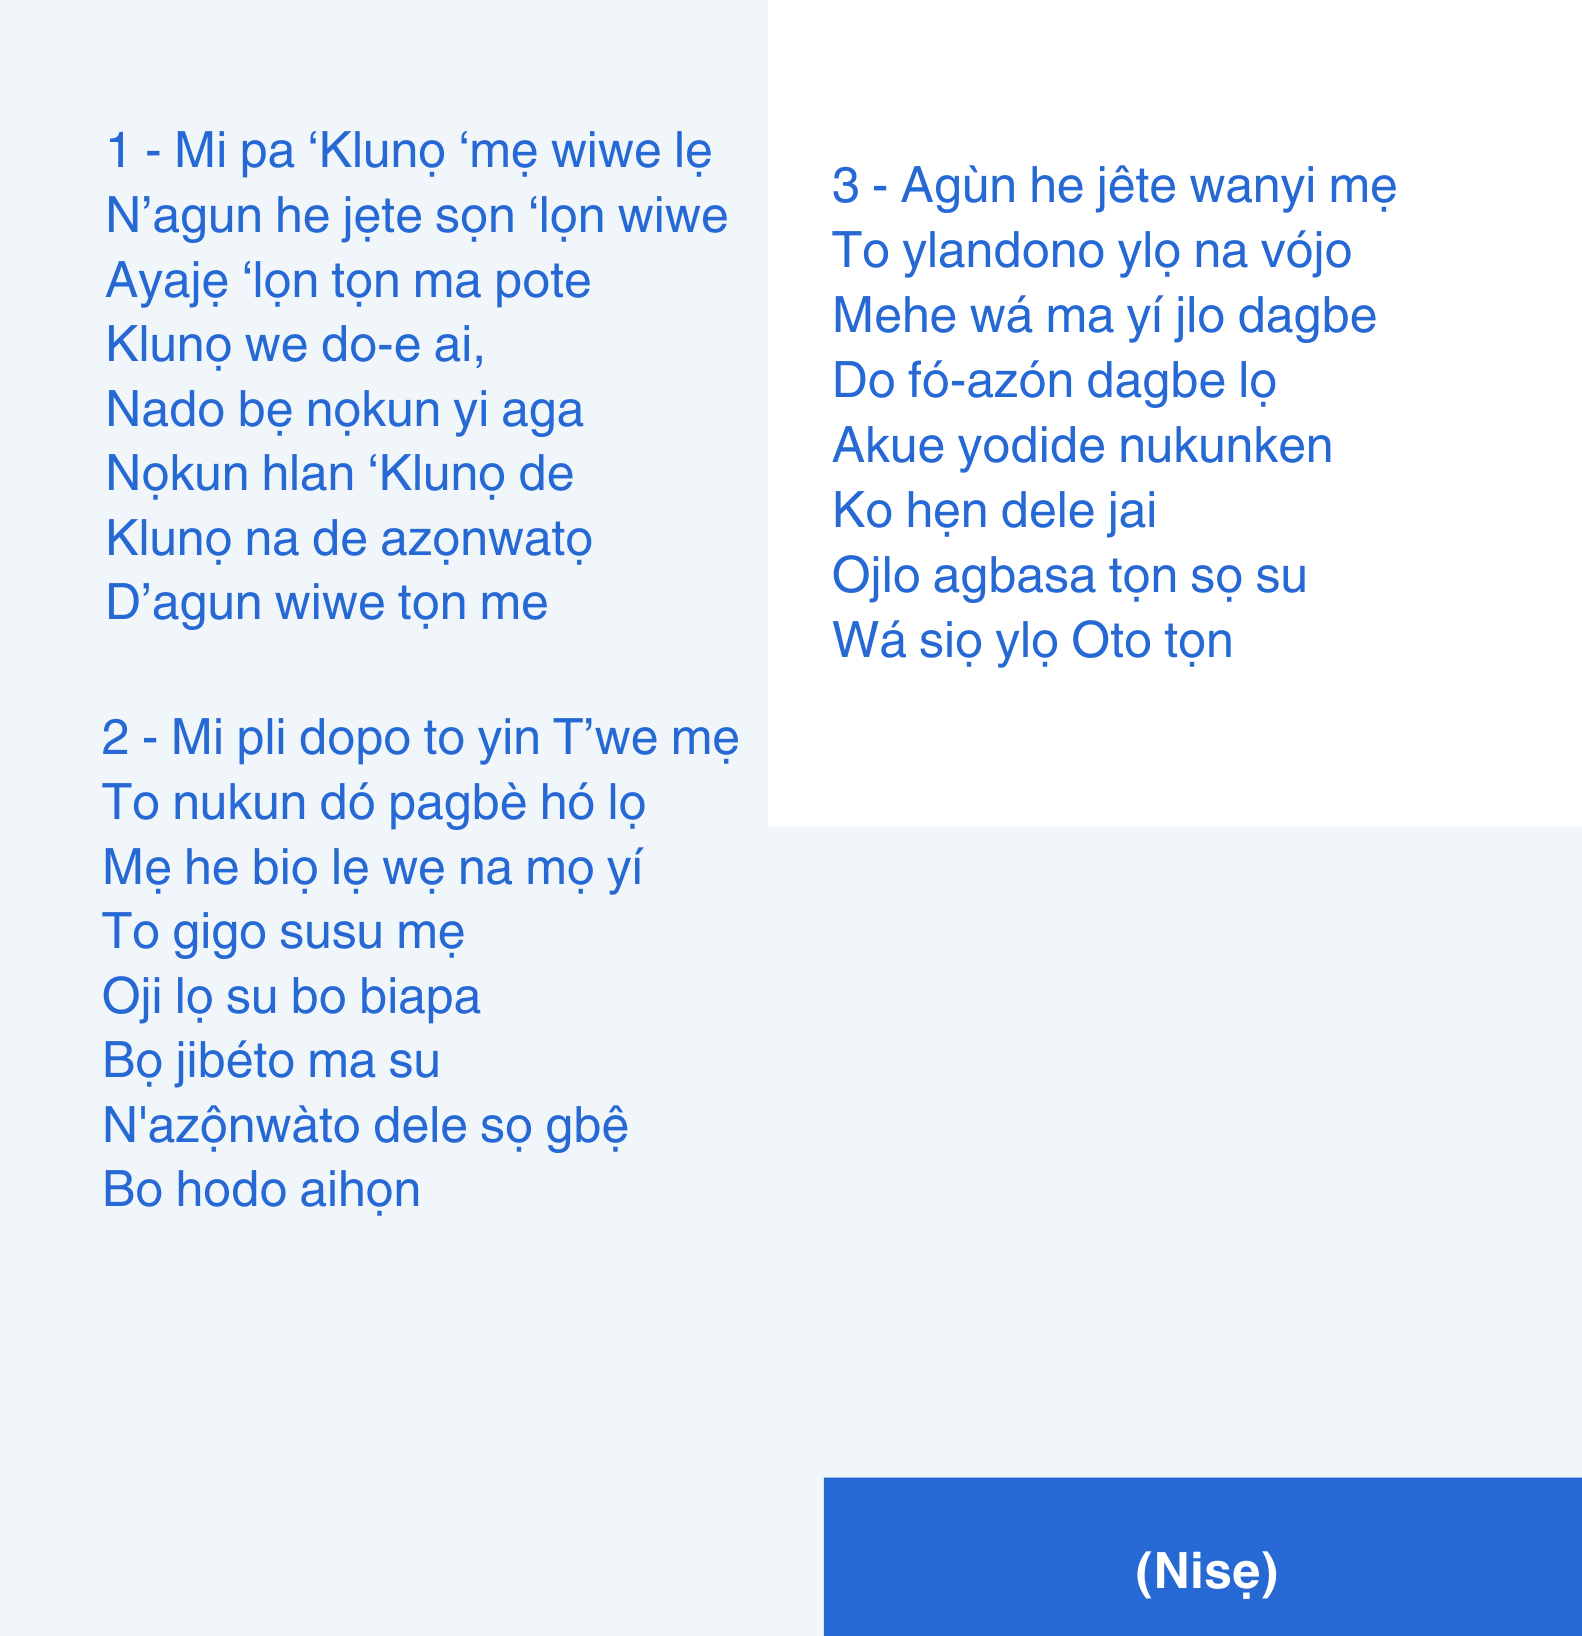 1 - Mi pa ‘Klunọ ‘mẹ wiwe lẹ
N’agun he jẹte sọn ‘lọn wiwe
Ayajẹ ‘lọn tọn ma pote
Klunọ we do-e ai,
Nado bẹ nọkun yi aga
Nọkun hlan ‘Klunọ de
Klunọ na de azọnwatọ
D’agun wiwe tọn me
2 - Mi pli dopo to yin T’we mẹ
To nukun dó pagbè hó lọ
Mẹ he biọ lẹ wẹ na mọ yí
To gigo susu mẹ
Oji lọ su bo biapa
Bọ jibéto ma su
N'azộnwàto dele sọ gbệ
Bo hodo aihọn
3 - Agùn he jête wanyi mẹ
To ylandono ylọ na vójo
Mehe wá ma yí jlo dagbe
Do fó-azón dagbe lọ
Akue yodide nukunken
Ko hẹn dele jai
Ojlo agbasa tọn sọ su
Wá siọ ylọ Oto tọn
(Nisẹ)